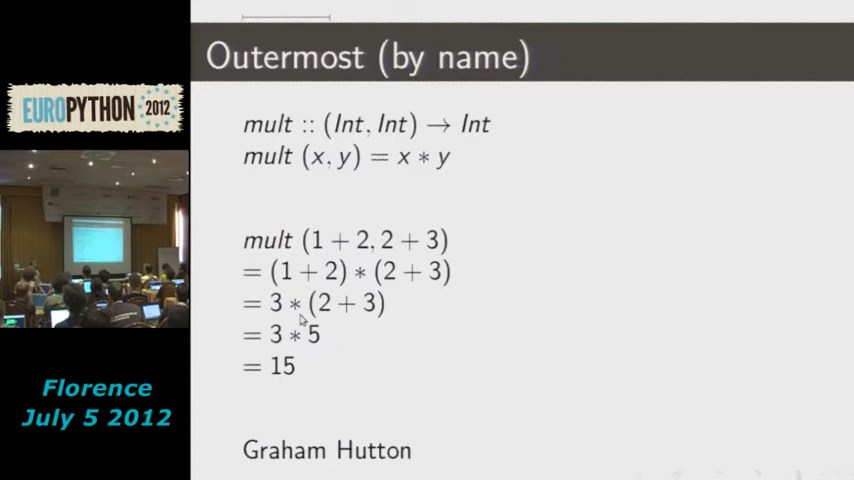 EUROPYTHON 2012
Florence
July 5 2012
Outermost (by name)
mult :: (Int, Int) → Int
mult (x, y) = x ∗ y
mult (1 + 2, 2 + 3)
= (1 + 2) ∗ (2 + 3)
= 3 ∗ (2 + 3)
= 3 ∗ 5
= 15
Graham Hutton